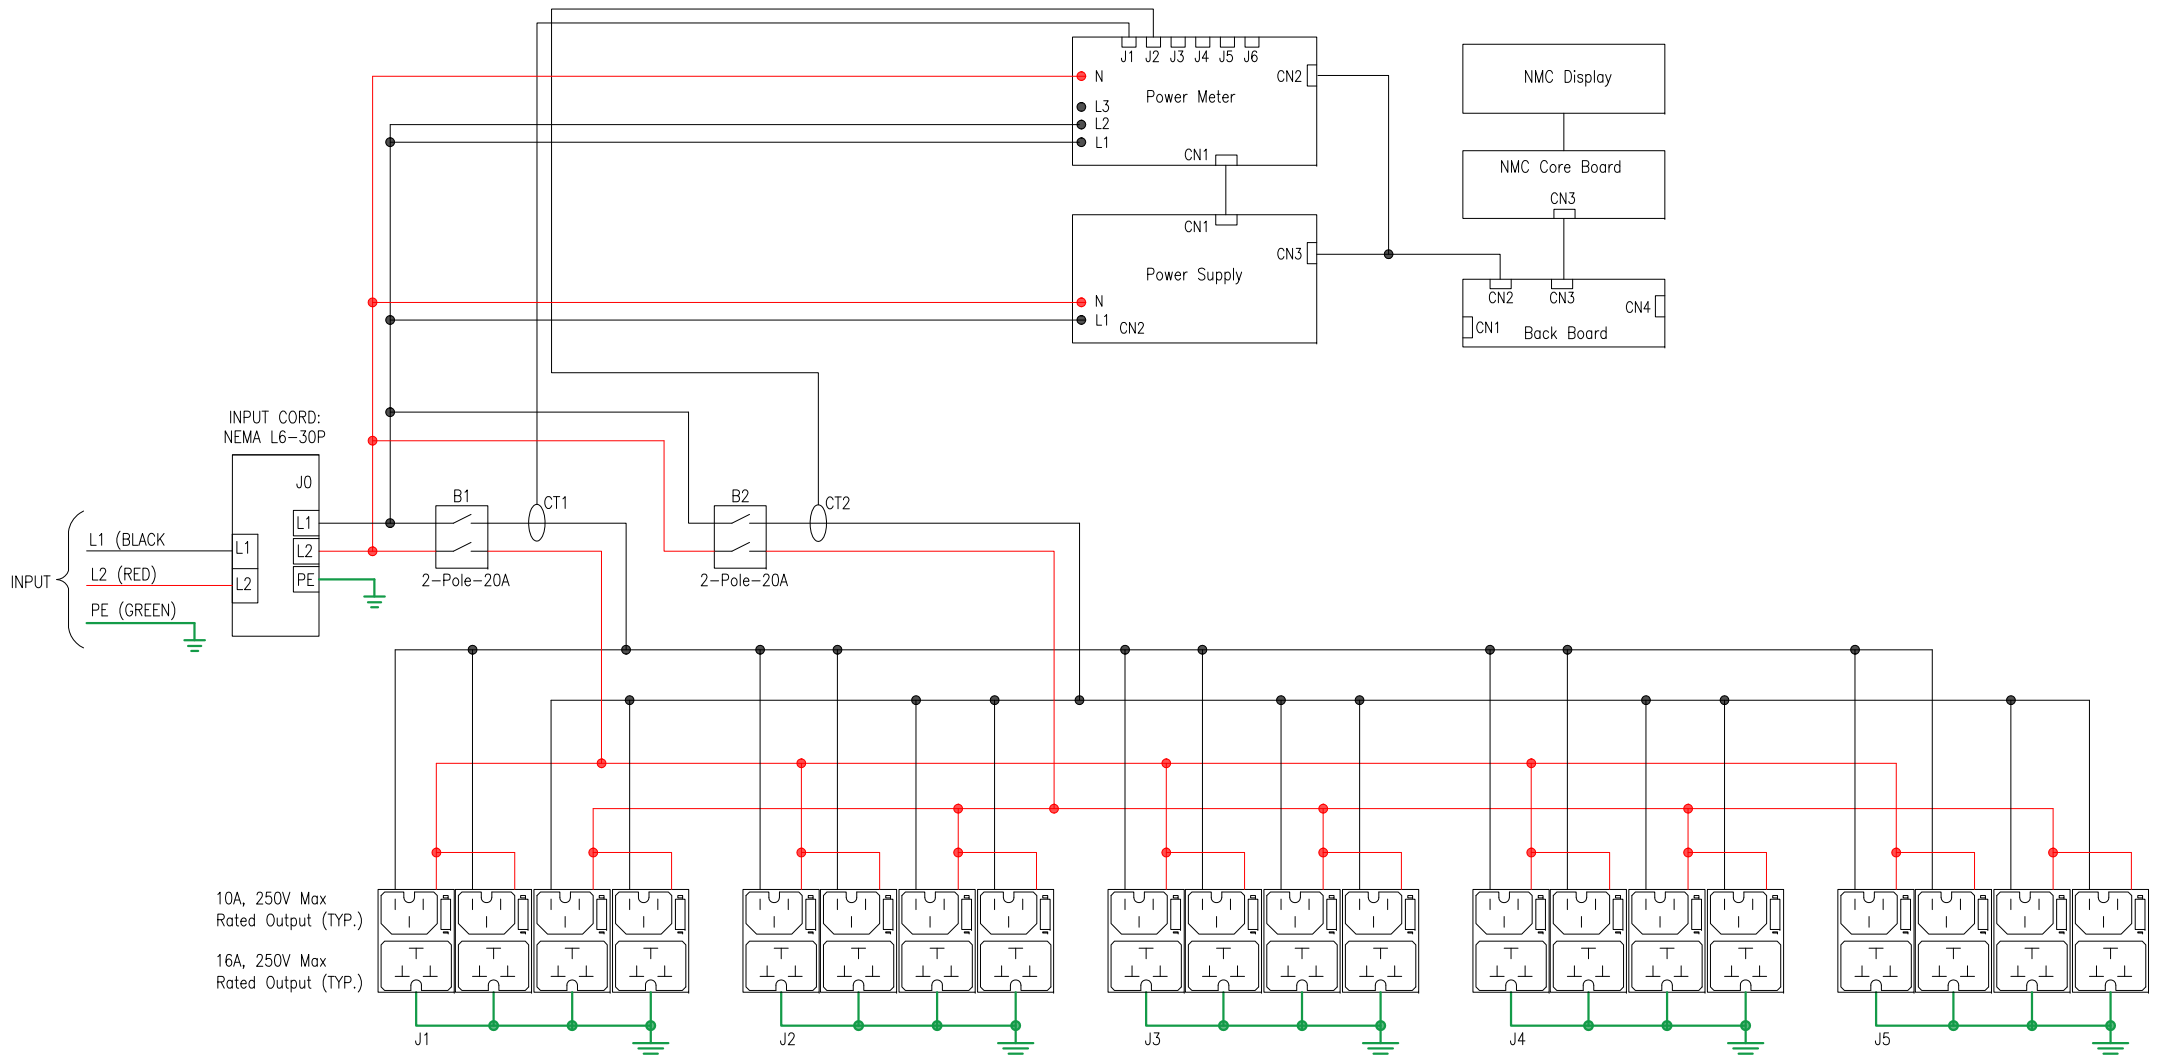 J1 J2 J3 J4 J5 J6
N
CN2
NMC Display
Power Meter
L3
L2
L1
CN1
NMC Core Board
CN3
CN1
CN3
Power Supply
N
L1
CN2
CN2
CN3
CN4
CN1
Back Board
INPUT CORD:
NEMA L6-30P
J0
L1
L2
PE
B1
CT1
B2
CT2
2-Pole-20A
2-Pole-20A
INPUT
L1 (BLACK
L2 (RED)
PE (GREEN)
L1
L2
10A, 250V Max
Rated Output (TYP.)
16A, 250V Max
Rated Output (TYP.)
J1
J2
J3
J4
J5